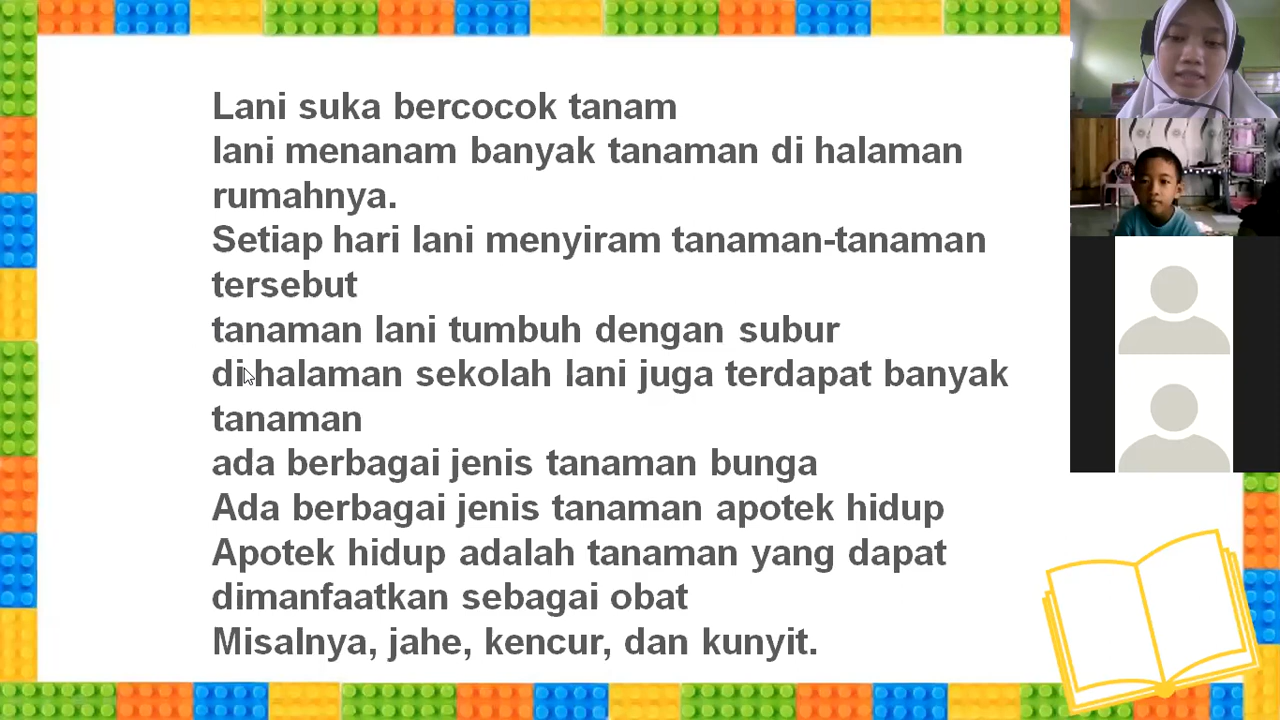 Lani suka bercocok tanam
lani menanam banyak tanaman di halaman
rumahnya.
Setiap hari lani menyiram tanaman-tanaman
tersebut
tanaman lani tumbuh dengan subur
di halaman sekolah lani juga terdapat banyak
tanaman
ada berbagai jenis tanaman bunga
Ada berbagai jenis tanaman apotek hidup
Apotek hidup adalah tanaman yang dapat
dimanfaatkan sebagai obat
Misalnya, jahe, kencur, dan kunyit.